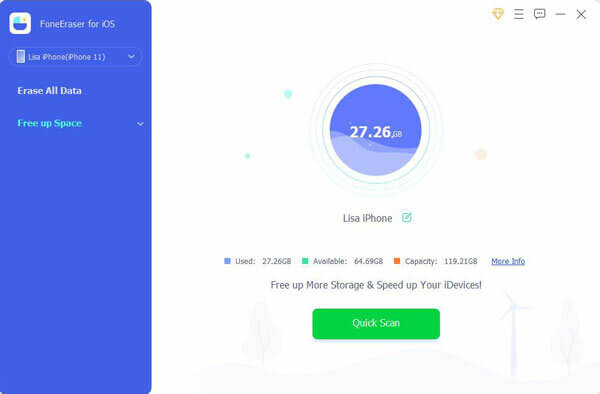 FoneEraser for iOS
Lisa iPhone(iPhone 11)
Erase All Data
Free up Space
27.26GB
Lisa iPhone
Used: 27.26GB Available: 64.69GB Capacity: 119.21GB More Info
Free up More Storage & Speed up Your iDevices!
Quick Scan